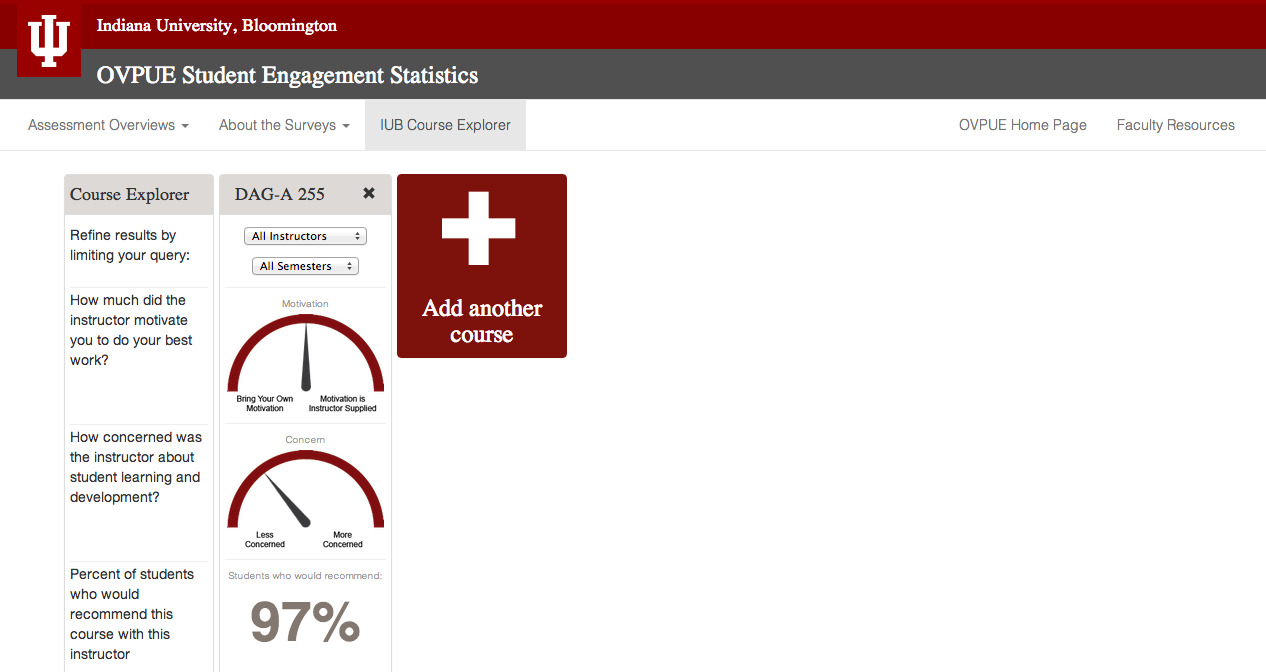 Indiana University, Bloomington
OVPUE Student Engagement Statistics
Assessment Overviews
About the Surveys
IUB Course Explorer
OVPUE Home Page
Faculty Resources
Course Explorer
Refine results by
limiting your query:
How much did the
instructor motivate
you to do your best
work?
How concerned was
the instructor about
student learning and
development?
Percent of students
who would
recommend this
course with this
instructor
DAG-A 255
All Instructors
All Semesters
Motivation
Bring Your Own
Motivation
Motivation is
Instructor Supplied
Concern
Less
Concerned
More
Concerned
Students who would recommend:
97%
Add another
course